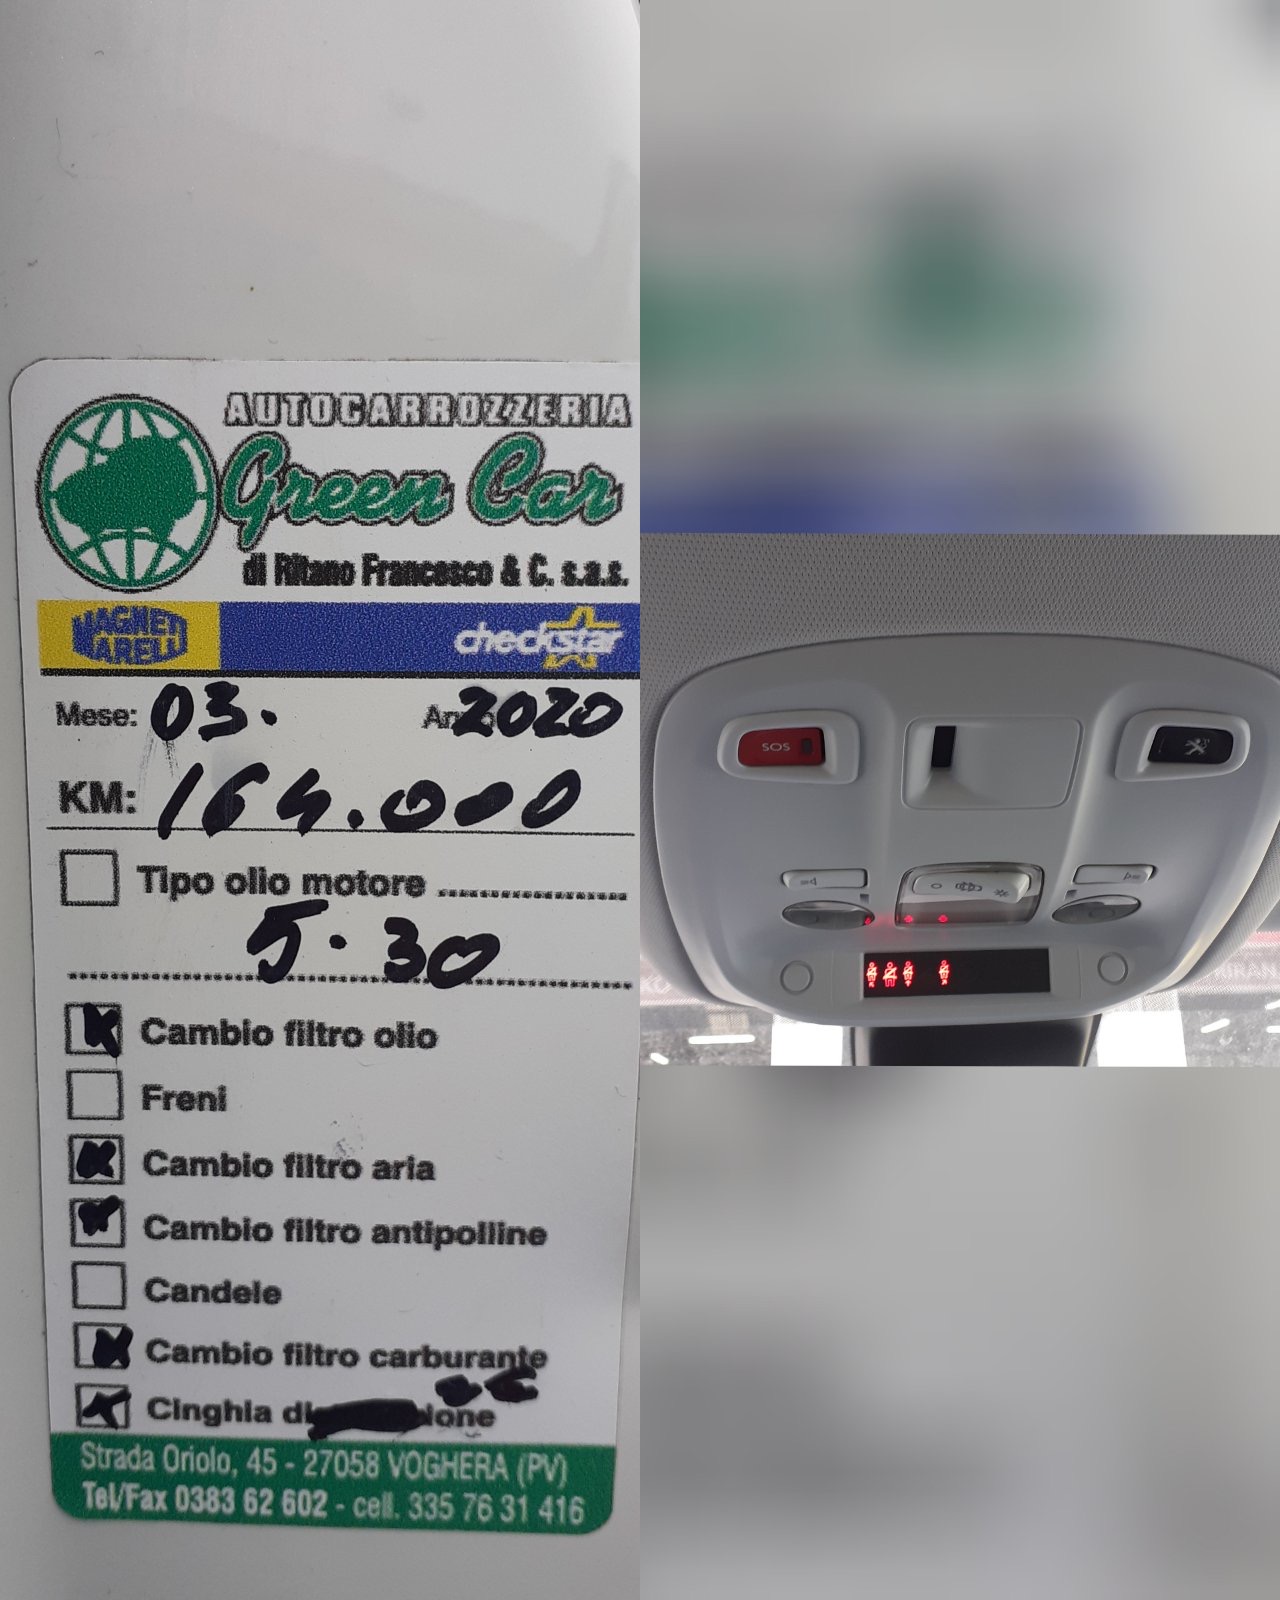 AUTOCARROZZERIA
Green Car
di Ritano Francesco & C. s.a.s.
MAGNETI
MARELLI
checkstar
Mese: 03. Anno 2020
KM: 164.000
Tipo olio motore
5.30
Cambio filtro olio
Freni
Cambio filtro aria
Cambio filtro antipolline
Candele
Cambio filtro carburante
Cinghia di
Strada Oriolo, 45 - 27058 VOGHERA (PV)
Tel/Fax 0383 62 602 - cell. 335 76 31 416
SOS